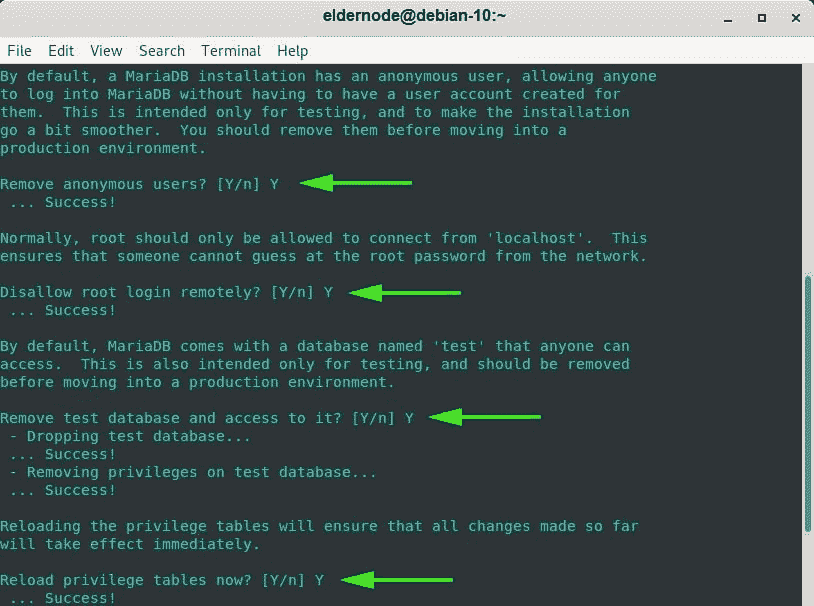 eldernode@debian-10:~
File Edit View Search Terminal Help
By default, a MariaDB installation has an anonymous user, allowing anyone
to log into MariaDB without having to have a user account created for
them.  This is intended only for testing, and to make the installation
go a bit smoother.  You should remove them before moving into a
production environment.
Remove anonymous users? [Y/n] Y
... Success!
Normally, root should only be allowed to connect from 'localhost'.  This
ensures that someone cannot guess at the root password from the network.
Disallow root login remotely? [Y/n] Y
... Success!
By default, MariaDB comes with a database named 'test' that anyone can
access.  This is also intended only for testing, and should be removed
before moving into a production environment.
Remove test database and access to it? [Y/n] Y
- Dropping test database...
... Success!
- Removing privileges on test database...
... Success!
Reloading the privilege tables will ensure that all changes made so far
will take effect immediately.
Reload privilege tables now? [Y/n] Y
... Success!